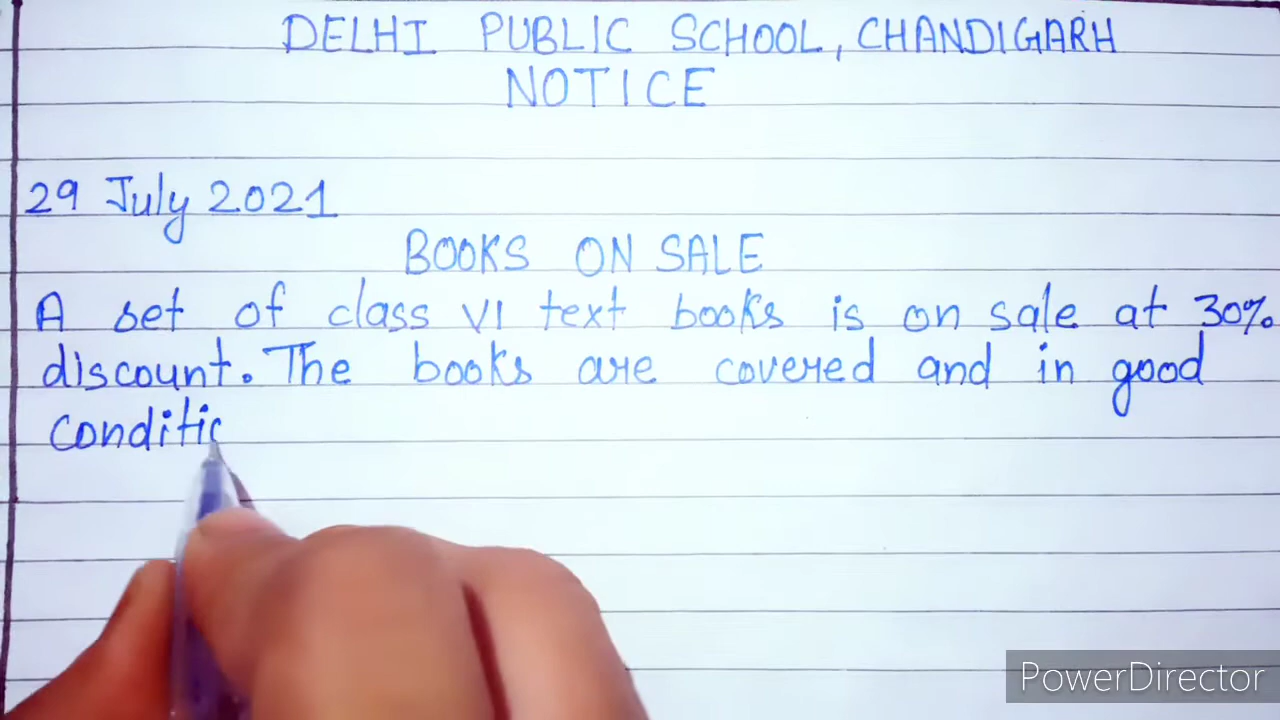 DELHI PUBLIC SCHOOL, CHANDIGARH
NOTICE
29 July 2021
BOOKS ON SALE
A set of class VI text books is on sale at 30%
discount. The books are covered and in good
conditic
PowerDirector